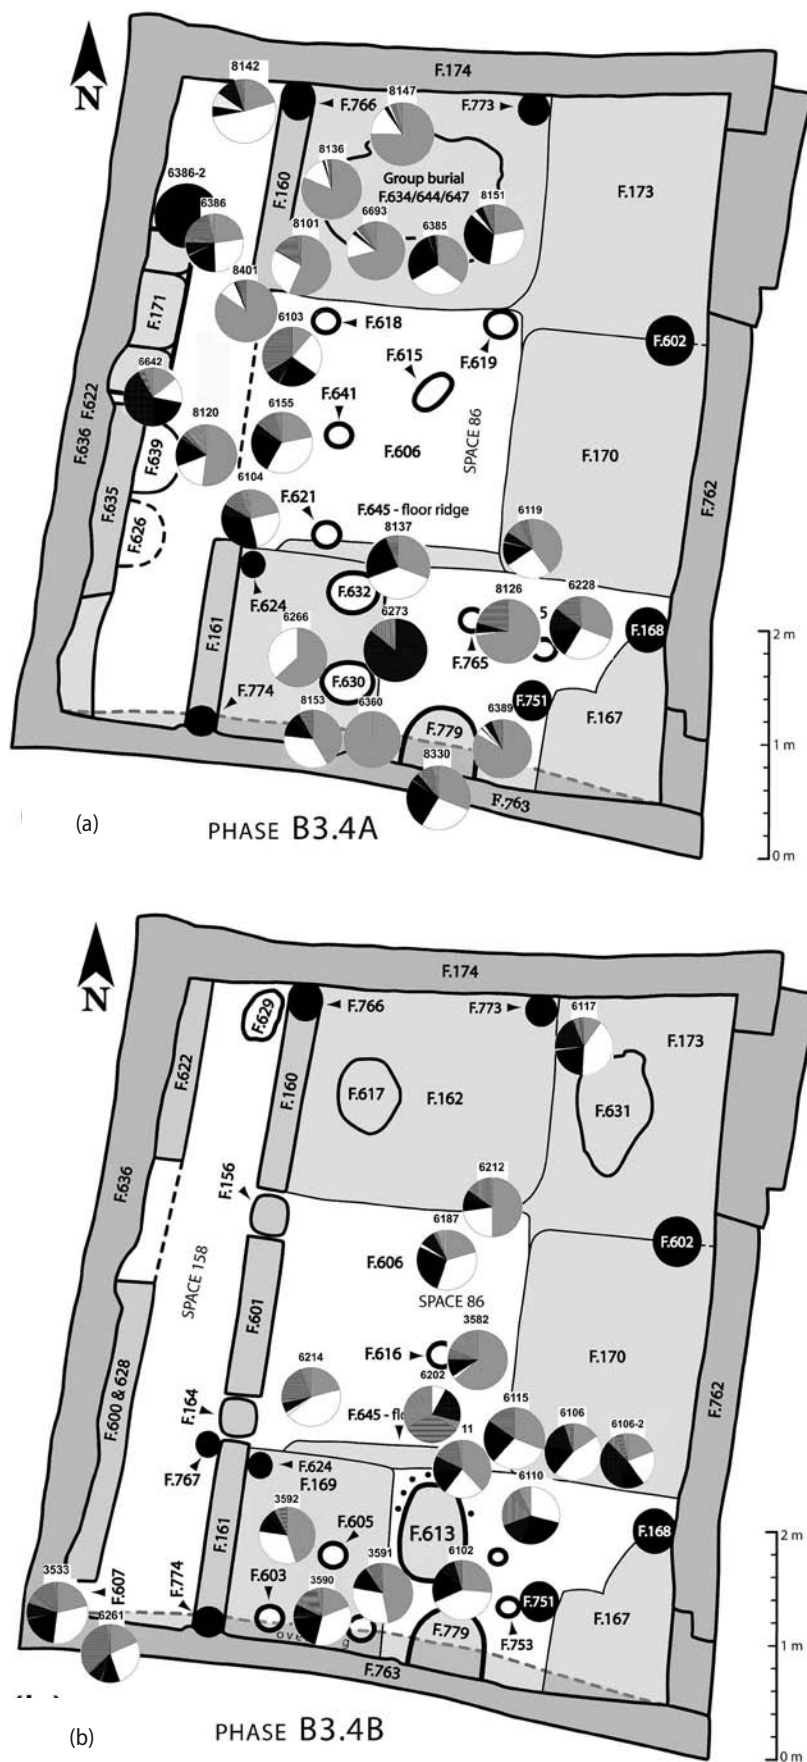 F.174
8142
F.766
8147
F.773
8136
Group burial
F.634/644/647
F.160
F.173
6386-2
6386
8151
6693
6385
8101
8401
F.171
6103
F.618
F.619
F.602
F.615
6642
F.622
F.636
F.641
6155
8120
F.639
F.606
SPACE 86
F.170
F.762
6104
F.635
F.626
F.621
F.645 - floor ridge
8137
6119
F.624
F.632
8126
6228
5
F.168
F.161
6273
F.765
6266
2 m
F.630
F.774
F.751
8153
6360
F.779
6389
F.167
1 m
8330
F.763
N
(a)
PHASE B3.4A
0 m
N
F.174
F.629
F.766
F.773
6117
F.173
F.622
F.160
F.617
F.162
F.631
F.636
F.156
6212
6187
F.606
F.602
SPACE 158
SPACE 86
F.601
3582
F.616
F.170
F.762
6214
6202
F.600 & 628
F.164
F.645 - flo
6115
6106
6106-2
11
F.767
F.624
F.169
6110
3592
F.613
F.168
F.161
F.605
2 m
3533
F.607
F.774
F.603
3591
6102
3590
F.751
6261
F.779
F.753
F.167
ove
g
1 m
F.763
(b)
PHASE B3.4B
0 m